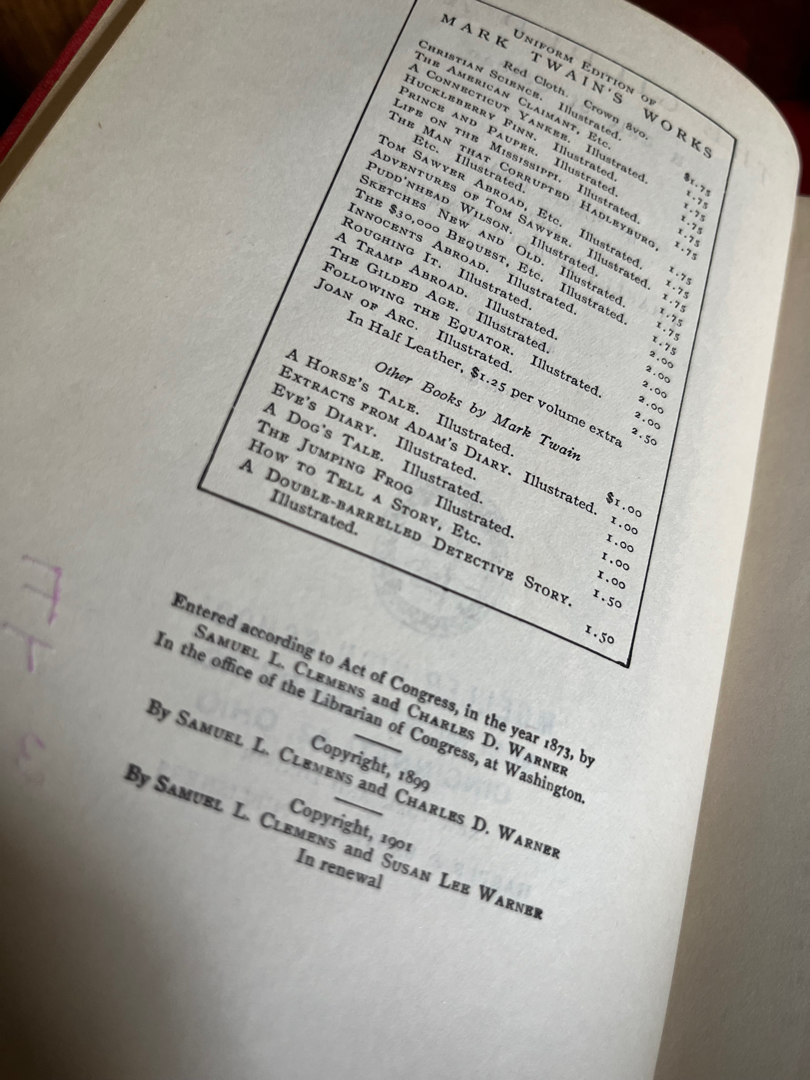 UNIFORM EDITION OF
MARK TWAIN'S WORKS
Red Cloth. Crown 8vo.
CHRISTIAN SCIENCE. Illustrated. $1.75
THE AMERICAN CLAIMANT, ETC. 1.75
A CONNECTICUT YANKEE. Illustrated. 1.75
HUCKLEBERRY FINN. Illustrated. 1.75
PRINCE AND PAUPER. Illustrated. 1.75
LIFE ON THE MISSISSIPPI. Illustrated. 1.75
THE MAN THAT CORRUPTED HADLEYBURG,
ETC. Illustrated. 1.75
TOM SAWYER ABROAD, ETC. Illustrated. 1.75
ADVENTURES OF TOM SAWYER. Illustrated. 1.75
PUDD'NHEAD WILSON. Illustrated. 1.75
SKETCHES NEW AND OLD. Illustrated. 1.75
THE $30,000 BEQUEST, ETC. Illustrated. 1.75
INNOCENTS ABROAD. Illustrated. 2.00
ROUGHING IT. Illustrated. 2.00
A TRAMP ABROAD. Illustrated. 2.00
THE GILDED AGE. Illustrated. 2.00
FOLLOWING THE EQUATOR. Illustrated. 2.00
JOAN OF ARC. Illustrated. 2.50
In Half Leather, $1.25 per volume extra
Other Books by Mark Twain
A HORSE'S TALE. Illustrated. $1.00
EXTRACTS FROM ADAM'S DIARY. Illustrated. 1.00
EVE'S DIARY. Illustrated. 1.00
A DOG'S TALE. Illustrated. 1.00
THE JUMPING FROG Illustrated. 1.00
HOW TO TELL A STORY, ETC. 1.50
A DOUBLE-BARRELLED DETECTIVE STORY.
Illustrated. 1.50
Entered according to Act of Congress, in the year 1873, by
SAMUEL L. CLEMENS and CHARLES D. WARNER
In the office of the Librarian of Congress, at Washington.
Copyright, 1899
By SAMUEL L. CLEMENS and CHARLES D. WARNER
Copyright, 1901
By SAMUEL L. CLEMENS and SUSAN LEE WARNER
In renewal